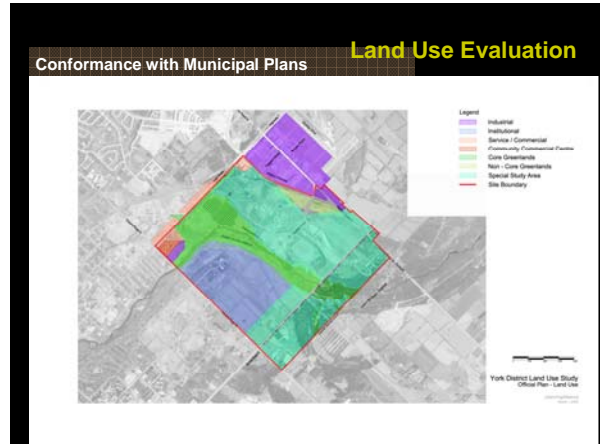 Land Use Evaluation
Conformance with Municipal Plans
Legend
Industrial
Institutional
Service / Commercial
Community Commercial Centre
Core Greenlands
Non - Core Greenlands
Special Study Area
Site Boundary
York District Land Use Study
Official Plan - Land Use